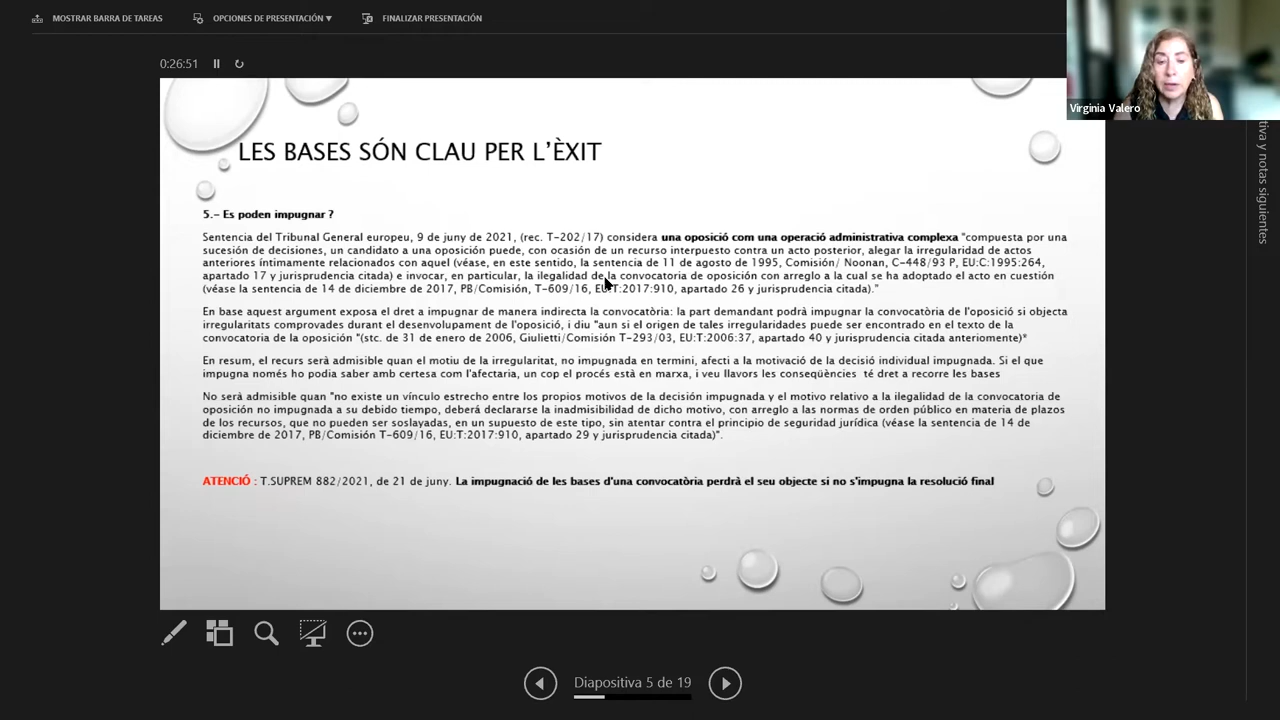 MOSTRAR BARRA DE TAREAS
OPCIONES DE PRESENTACIÓN ▼
FINALIZAR PRESENTACIÓN
0:26:51
Virginia Valero
tiva y notas siguientes
LES BASES SÓN CLAU PER L'ÈXIT
5.- Es poden impugnar ?
Sentencia del Tribunal General europeu, 9 de juny de 2021, (rec. T-202/17) considera una oposició com una operació administrativa complexa "compuesta por una
sucesión de decisiones, un candidato a una oposición puede, con ocasión de un recurso interpuesto contra un acto posterior, alegar la irregularidad de actos
anteriores íntimamente relacionados con aquel (véase, en este sentido, la sentencia de 11 de agosto de 1995, Comisión/ Noonan, C-448/93 P, EU:C:1995:264,
apartado 17 y jurisprudencia citada) e invocar, en particular, la ilegalidad de la convocatoria de oposición con arreglo a la cual se ha adoptado el acto en cuestión
(véase la sentencia de 14 de diciembre de 2017, PB/Comisión, T-609/16, EU:T:2017:910, apartado 26 y jurisprudencia citada)."
En base aquest argument exposa el dret a impugnar de manera indirecta la convocatòria: la part demandant podrà impugnar la convocatòria de l'oposició si objecta
irregularitats comprovades durant el desenvolupament de l'oposició, i diu "aun si el origen de tales irregularidades puede ser encontrado en el texto de la
convocatoria de la oposición "(stc. de 31 de enero de 2006, Giulietti/Comisión T-293/03, EU:T:2006:37, apartado 40 y jurisprudencia citada anteriomente)*
En resum, el recurs serà admisible quan el motiu de la irregularitat, no impugnada en termini, afecti a la motivació de la decisió individual impugnada. Si el que
impugna només ho podia saber amb certesa com l'afectaria, un cop el procés està en marxa, i veu llavors les conseqüències té dret a recorre les bases
No serà admisible quan "no existe un vínculo estrecho entre los propios motivos de la decisión impugnada y el motivo relativo a la ilegalidad de la convocatoria de
oposición no impugnada a su debido tiempo, deberá declararse la inadmisibilidad de dicho motivo, con arreglo a las normas de orden público en materia de plazos
de los recursos, que no pueden ser soslayadas, en un supuesto de este tipo, sin atentar contra el principio de seguridad jurídica (véase la sentencia de 14 de
diciembre de 2017, PB/Comisión T-609/16, EU:T:2017:910, apartado 29 y jurisprudencia citada)".
ATENCIÓ : T.SUPREM 882/2021, de 21 de juny. La impugnació de les bases d'una convocatòria perdrà el seu objecte si no s'impugna la resolució final
Diapositiva 5 de 19